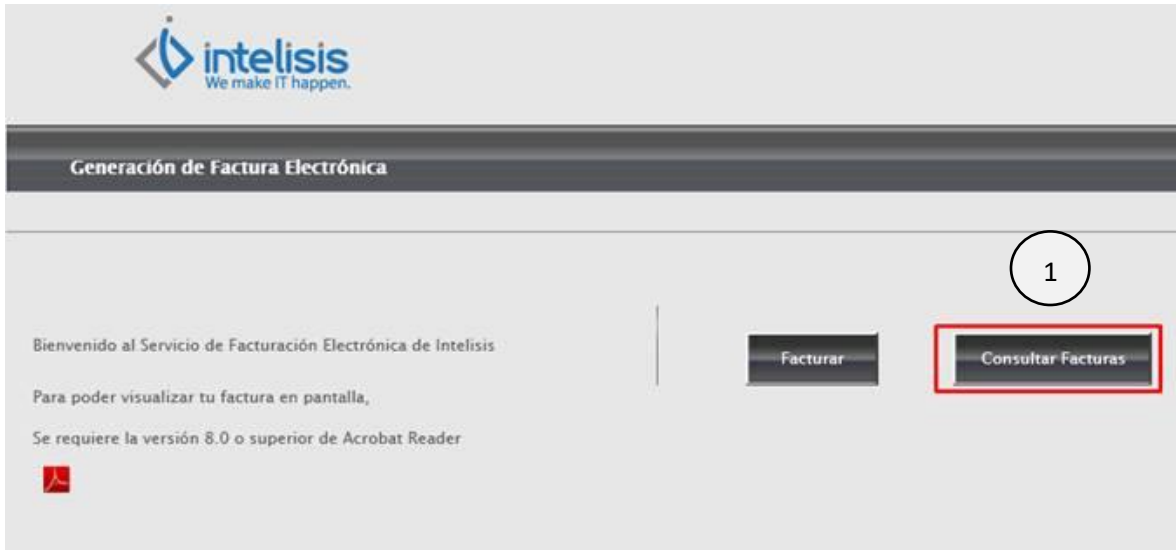 intelisis
We make IT happen.
Generación de Factura Electrónica
1
Bienvenido al Servicio de Facturación Electrónica de Intelisis
Facturar
Consultar Facturas
Para poder visualizar tu factura en pantalla,
Se requiere la versión 8.0 o superior de Acrobat Reader